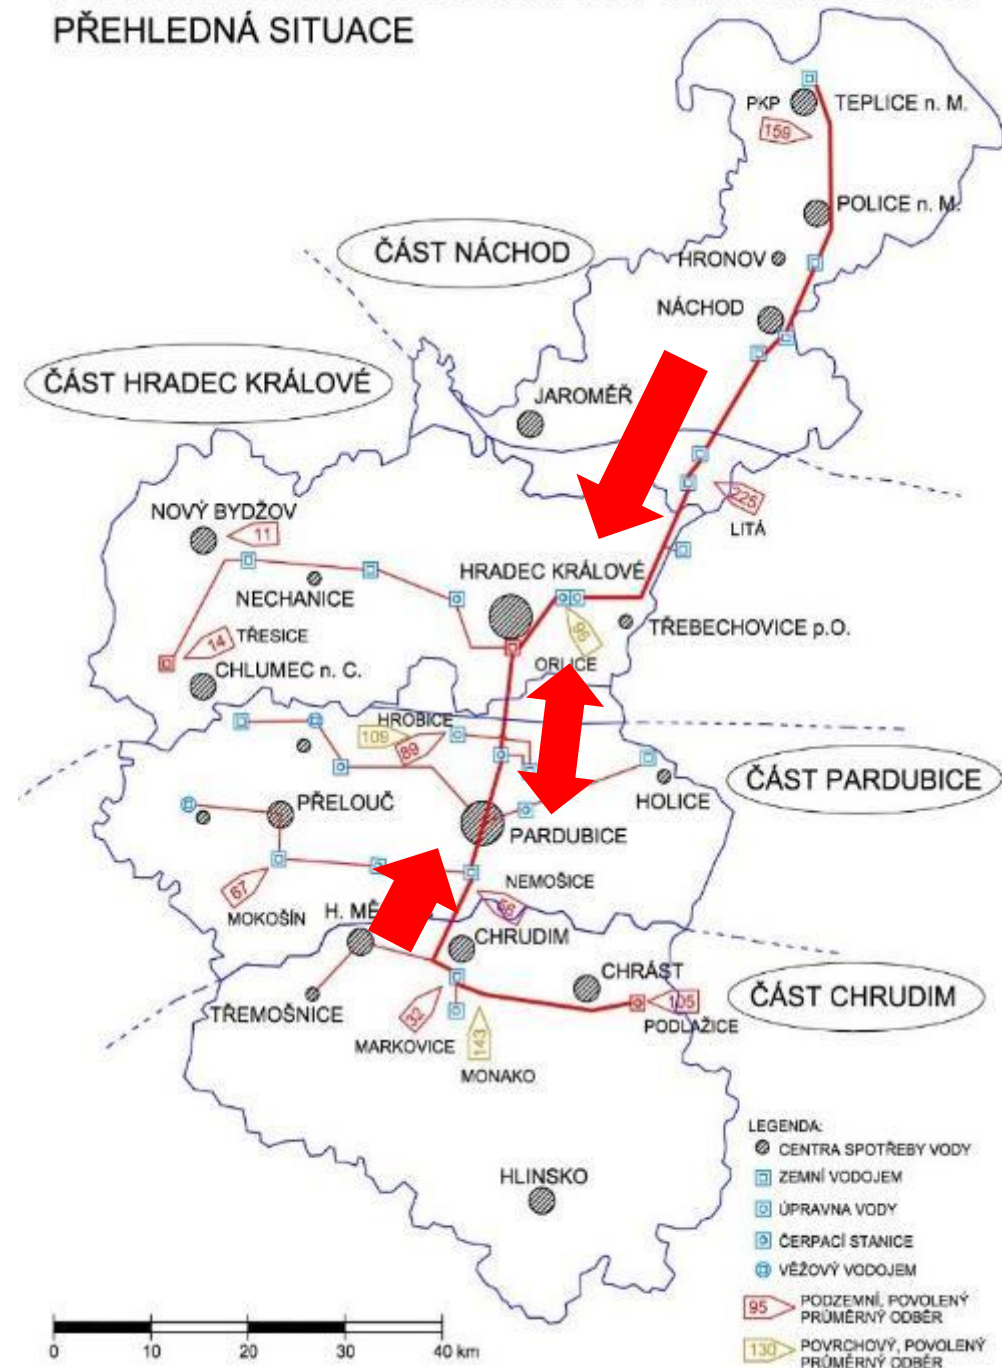 PŘEHLEDNÁ SITUACE
PKP
TEPLICE n. M.
159
POLICE n. M.
ČÁST NÁCHOD
HRONOV
NÁCHOD
ČÁST HRADEC KRÁLOVÉ
JAROMĚŘ
225
LITÁ
NOVÝ BYDŽOV
11
HRADEC KRÁLOVÉ
NECHANICE
TŘEBECHOVICE p.O.
14
TŘESICE
ORLICE
CHLUMEC n. C.
HROBICE
109
89
ČÁST PARDUBICE
HOLICE
PŘELOUČ
PARDUBICE
67
NEMOŠICE
MOKOŠÍN
56
H. MĚ
CHRUDIM
CHRÁST
ČÁST CHRUDIM
105
TŘEMOŠNICE
32
PODLAŽICE
143
MARKOVICE
MONAKO
HLINSKO
LEGENDA:
CENTRA SPOTŘEBY VODY
ZEMNÍ VODOJEM
ÚPRAVNA VODY
ČERPACÍ STANICE
VĚŽOVÝ VODOJEM
95 PODZEMNÍ, POVOLENÝ
PRŮMĚRNÝ ODBĚR
130 POVRCHOVÝ, POVOLENÝ
PRŮMĚRNÝ ODBĚR
0 10 20 30 40 km